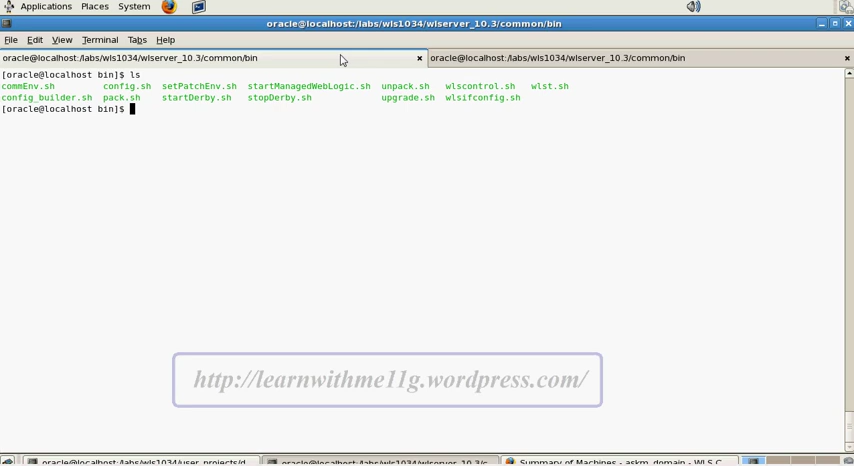 Applications Places System
oracle@localhost:/labs/wls1034/wlserver_10.3/common/bin
File Edit View Terminal Tabs Help
oracle@localhost:/labs/wls1034/wlserver_10.3/common/bin oracle@localhost:/labs/wls1034/wlserver_10.3/common/bin
[oracle@localhost bin]$ ls
commEnv.sh config.sh setPatchEnv.sh startManagedWebLogic.sh unpack.sh wlscontrol.sh wlst.sh
config_builder.sh pack.sh startDerby.sh stopDerby.sh upgrade.sh wlsifconfig.sh
[oracle@localhost bin]$
http://learnwithme11g.wordpress.com/
oracle@localhost:/labs/wls1034/user_projects/d... oracle@localhost:/labs/wls1034/wlserver_10.3/c... Summary of Machines - askm_domain - WLS C...